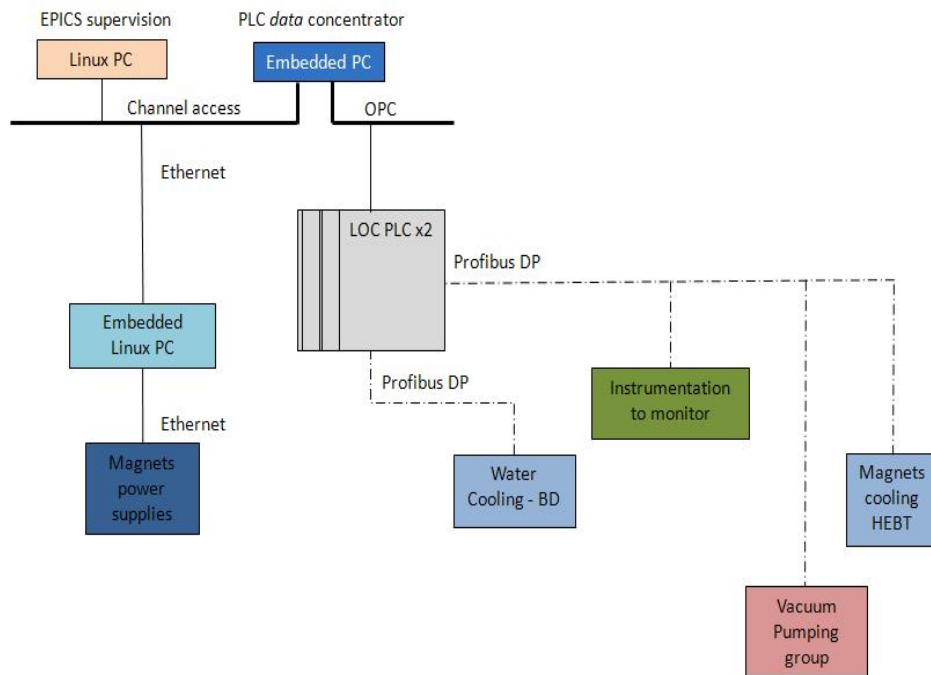 EPICS supervision
PLC data concentrator
Linux PC
Embedded PC
Channel access
OPC
Ethernet
LOC PLC x2
Profibus DP
Embedded
Linux PC
Profibus DP
Instrumentation
to monitor
Ethernet
Magnets
power
supplies
Water
Cooling - BD
Magnets
cooling
HEBT
Vacuum
Pumping
group